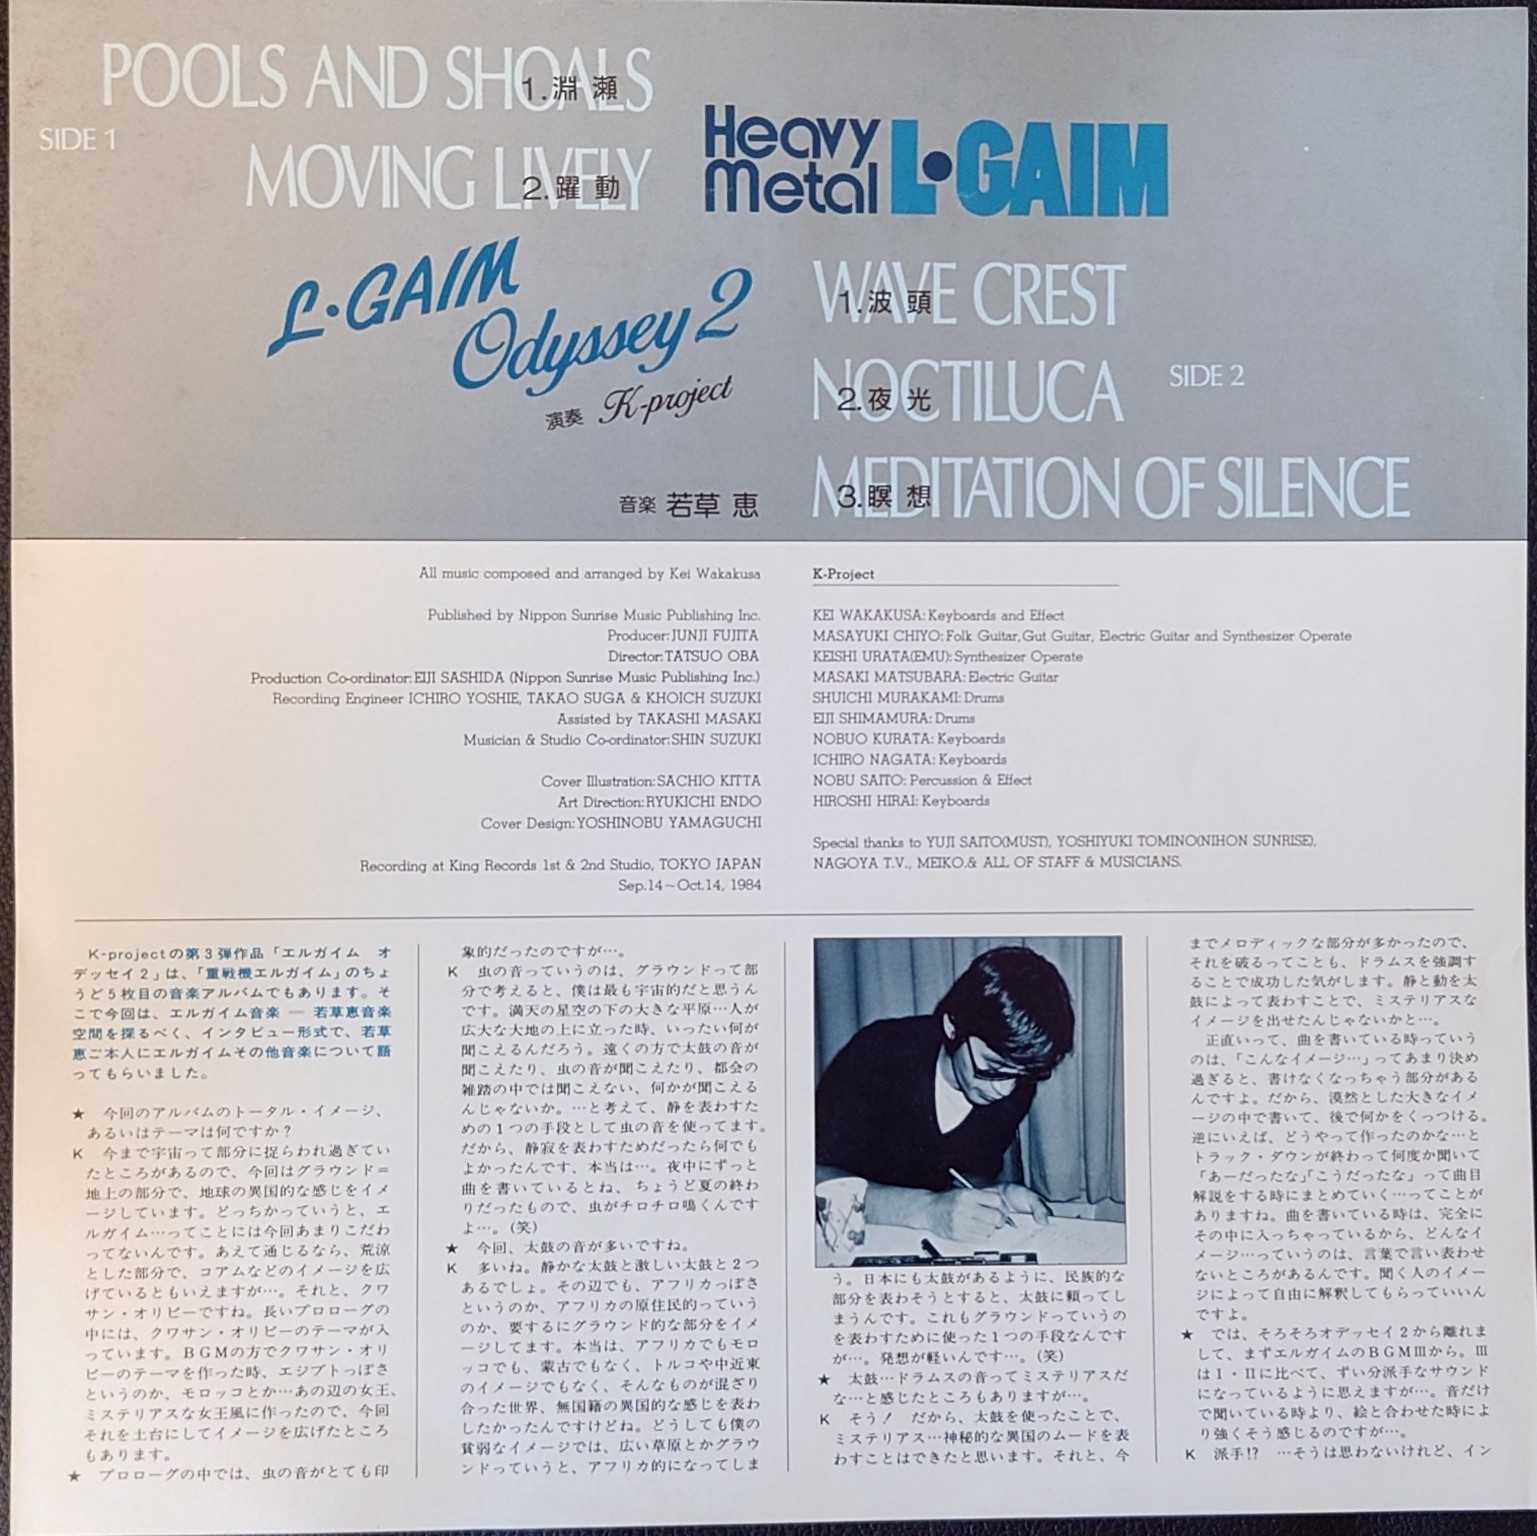 POOLS AND SHOALS
1.淵 瀬
SIDE 1
MOVING LIVELY
2.躍 動
Heavy Metal L·GAIM
L·GAIM
Odyssey 2
演奏 K-project
音楽 若草 恵
WAVE CREST
1.波 頭
NOCTILUCA
2.夜 光
SIDE 2
MEDITATION OF SILENCE
3.瞑 想
All music composed and arranged by Kei Wakakusa
Published by Nippon Sunrise Music Publishing Inc.
Producer:JUNJI FUJITA
Director:TATSUO OBA
Production Co-ordinator:EIJI SASHIDA (Nippon Sunrise Music Publishing Inc.)
Recording Engineer ICHIRO YOSHIE, TAKAO SUGA & KHOICH SUZUKI
Assisted by TAKASHI MASAKI
Musician & Studio Co-ordinator:SHIN SUZUKI
Cover Illustration:SACHIO KITTA
Art Direction:RYUKICHI ENDO
Cover Design:YOSHINOBU YAMAGUCHI
Recording at King Records 1st & 2nd Studio, TOKYO JAPAN
Sep.14~Oct.14, 1984
K-Project
KEI WAKAKUSA:Keyboards and Effect
MASAYUKI CHIYO:Folk Guitar,Gut Guitar, Electric Guitar and Synthesizer Operate
KEISHI URATA(EMU):Synthesizer Operate
MASAKI MATSUBARA:Electric Guitar
SHUICHI MURAKAMI:Drums
EIJI SHIMAMURA:Drums
NOBUO KURATA:Keyboards
ICHIRO NAGATA:Keyboards
NOBU SAITO:Percussion & Effect
HIROSHI HIRAI:Keyboards
Special thanks to YUJI SAITO(MUST), YOSHIYUKI TOMINO(NIHON SUNRISE),
NAGOYA T.V., MEIKO.& ALL OF STAFF & MUSICIANS.
K-projectの第3弾作品「エルガイム オ
デッセイ2」は、「重戦機エルガイム」のちょ
うど5枚目の音楽アルバムでもあります。そ
こで今回は、エルガイム音楽═若草恵音楽
空間を探るべく、インタビュー形式で、若草
恵ご本人にエルガイムその他音楽について語
ってもらいました。
★ 今回のアルバムのトータル・イメージ、
あるいはテーマは何ですか?
K 今まで宇宙って部分に捉らわれ過ぎてい
たところがあるので、今回はグラウンド=
地上の部分で、地球の異国的な感じをイメ
ージしています。どっちかっていうと、エ
ルガイム…ってことには今回あまりこだわ
ってないんです。あえて通じるなら、荒涼
とした部分で、コアムなどのイメージを広
げているともいえますが…。それと、クワ
サン・オリビーですね。長いプロローグの
中には、クワサン・オリビーのテーマが入
っています。BGMの方でクワサン・オリ
ビーのテーマを作った時、エジプトっぽさ
というのか、モロッコとか…あの辺の女王、
ミステリアスな女王風に作ったので、今回
それを土台にしてイメージを広げたところ
もあります。
★ プロローグの中では、虫の音がとても印
象的だったのですが…。
K 虫の音っていうのは、グラウンドって部
分で考えると、僕は最も宇宙的だと思うん
です。満天の星空の下の大きな平原…人が
広大な大地の上に立った時、いったい何が
聞こえるんだろう。遠くの方で太鼓の音が
聞こえたり、虫の音が聞こえたり、都会の
雑踏の中では聞こえない、何かが聞こえる
んじゃないか。…と考えて、静を表わすた
めの1つの手段として虫の音を使ってます。
だから、静寂を表わすためだったら何でも
よかったんです、本当は…。夜中にずっと
曲を書いているとね、ちょうど夏の終わ
りだったもので、虫がチロチロ鳴くんです
よ…。(笑)
★ 今回、太鼓の音が多いですね。
K 多いね。静かな太鼓と激しい太鼓と2つ
あるでしょ。その辺でも、アフリカっぽさ
というのか、アフリカの原住民的っていう
のか、要するにグラウンド的な部分をイメ
ージしてます。本当は、アフリカでもモロ
ッコでも、蒙古でもなく、トルコや中近東
のイメージでもなく、そんなものが混ざり
合った世界、無国籍の異国的な感じを表わ
したかったんですけどね。どうしても僕の
貧弱なイメージでは、広い草原とかグラウ
ンドっていうと、アフリカ的になってしま
う。日本にも太鼓があるように、民族的な
部分を表わそうとすると、太鼓に頼ってし
まうんです。これもグラウンドっていうの
を表わすために使った1つの手段なんです
が…。発想が軽いんです…。(笑)
★ 太鼓…ドラムスの音ってミステリアスだ
な…と感じたところもありますが…。
K そう! だから、太鼓を使ったことで、
ミステリアス…神秘的な異国のムードを表
わすことはできたと思います。それと、今
までメロディックな部分が多かったので、
それを破るってことも、ドラムスを強調す
ることで成功した気がします。静と動を太
鼓によって表わすことで、ミステリアスな
イメージを出せたんじゃないかと…。
正直いって、曲を書いている時っていう
のは、「こんなイメージ…」ってあまり決め
過ぎると、書けなくなっちゃう部分がある
んですよ。だから、漠然とした大きなイメ
ージの中で書いて、後で何かをくっつける。
逆にいえば、どうやって作ったのかな…と
トラック・ダウンが終わって何度か聞いて
「あーだったな」「こうだったな」って曲目
解説をする時にまとめていく…ってことが
ありますね。曲を書いている時は、完全に
その中に入っちゃっているから、どんなイ
メージ…っていうのは、言葉で言い表わせ
ないところがあるんです。聞く人のイメー
ジによって自由に解釈してもらっていいん
ですよ。
★ では、そろそろオデッセイ2から離れま
して、まずエルガイムのBGMⅢから。Ⅲ
はⅠ・Ⅱに比べて、ずい分派手なサウンド
になっているように思えますが…。音だけ
で聞いている時より、絵と合わせた時によ
り強くそう感じるのですが…。
K 派手!? …そうは思わないけれど、イン